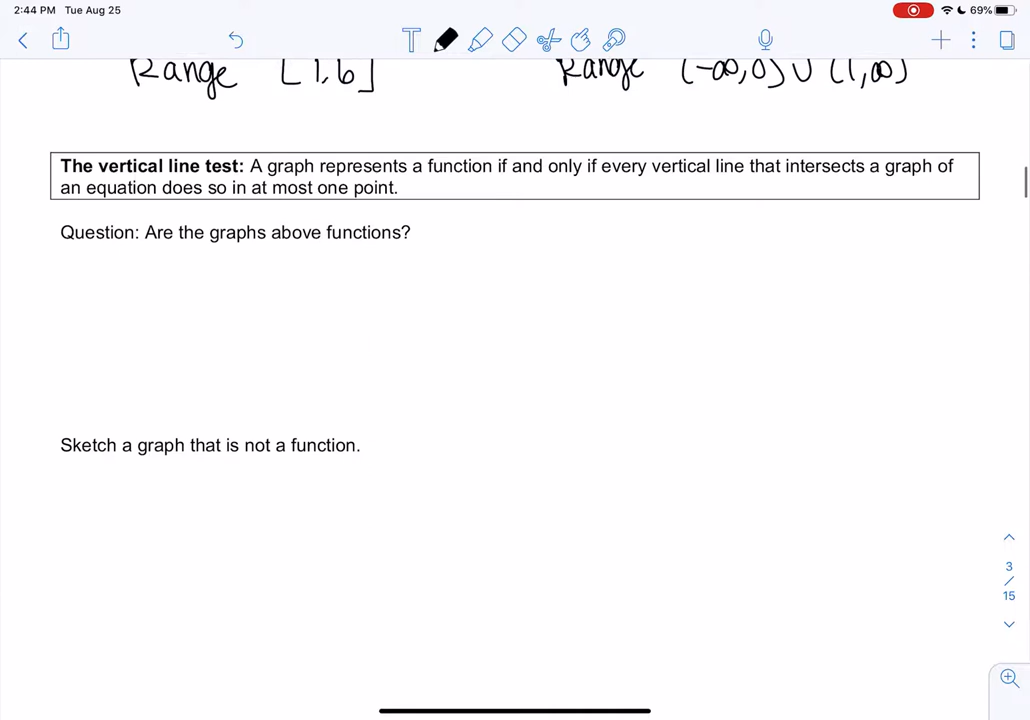 2:44 PM Tue Aug 25
69%
T
Range [1,6]
Range (-∞,0) ∪ (1,∞)
The vertical line test: A graph represents a function if and only if every vertical line that intersects a graph of
an equation does so in at most one point.
Question: Are the graphs above functions?
Sketch a graph that is not a function.
3
/
15